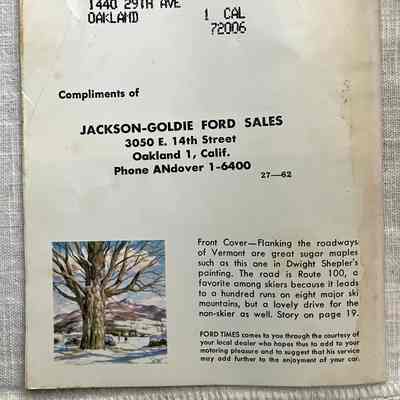 1440 29TH AVE
OAKLAND 1 CAL
72006
Compliments of
JACKSON-GOLDIE FORD SALES
3050 E. 14th Street
Oakland 1, Calif.
Phone ANdover 1-6400
27—62
Front Cover—Flanking the roadways
of Vermont are great sugar maples
such as this one in Dwight Shepler's
painting. The road is Route 100, a
favorite among skiers because it leads
to a hundred runs on eight major ski
mountains, but a lovely drive for the
non-skier as well. Story on page 19.
FORD TIMES comes to you through the courtesy of
your local dealer who hopes thus to add to your
motoring pleasure and to suggest that his service
may add further to the enjoyment of your car.